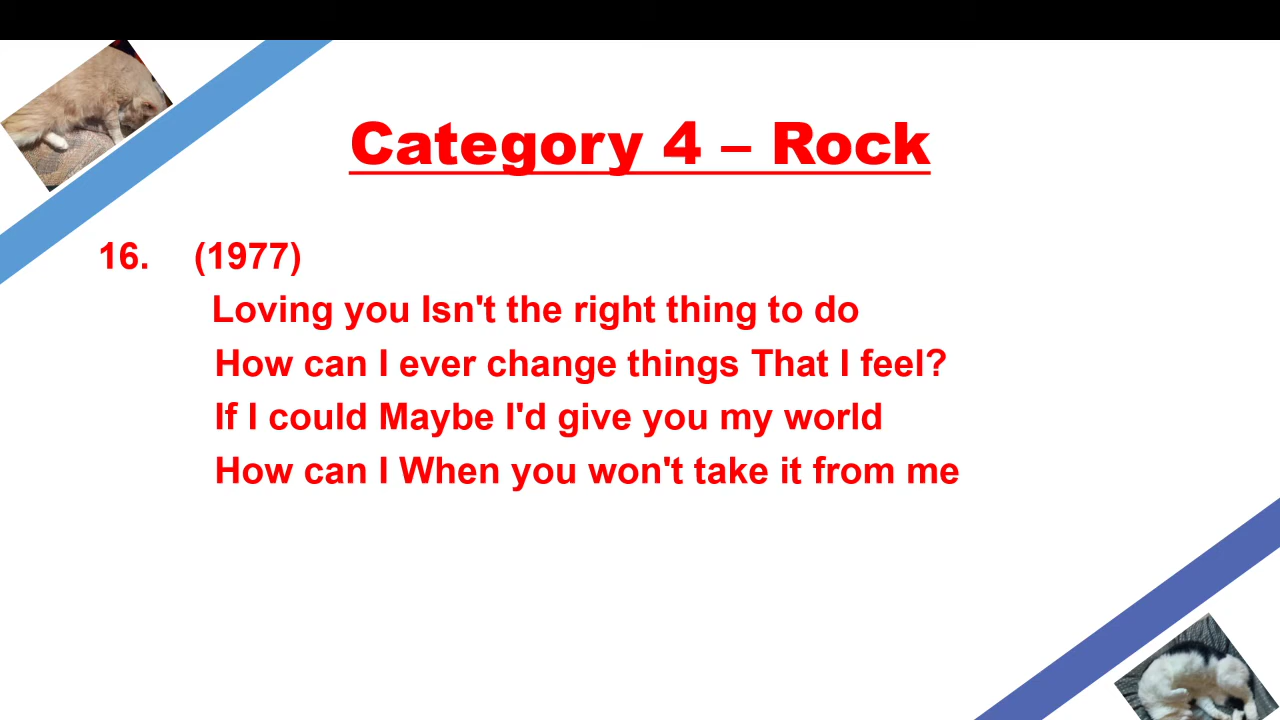 Category 4 – Rock
16. (1977)
Loving you Isn't the right thing to do
How can I ever change things That I feel?
If I could Maybe I'd give you my world
How can I When you won't take it from me